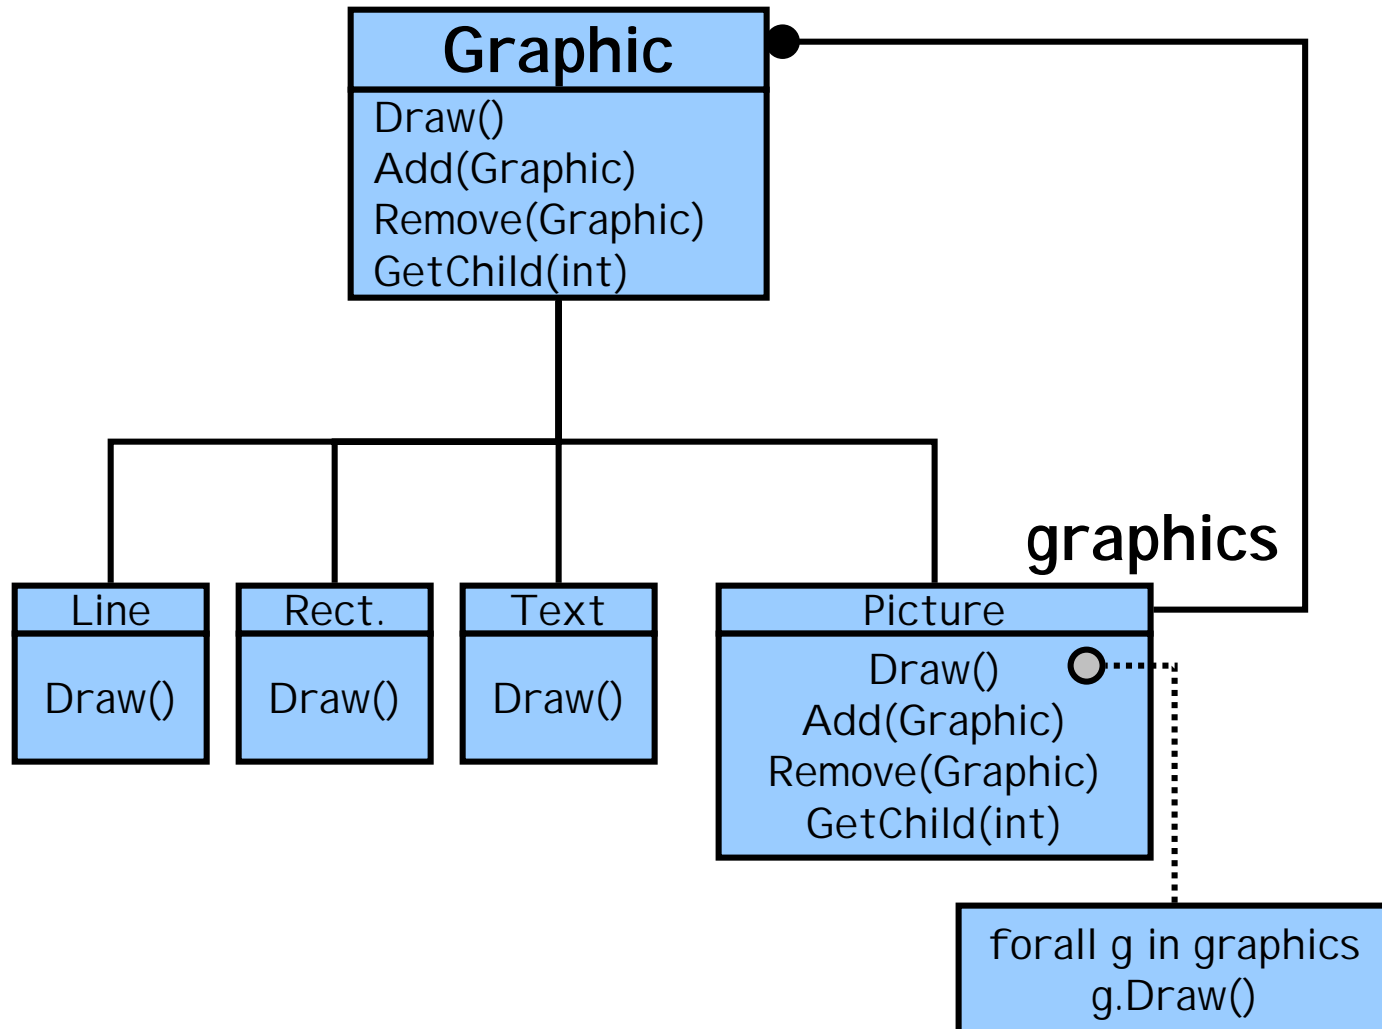 Graphic
Draw()
Add(Graphic)
Remove(Graphic)
GetChild(int)
graphics
Line
Draw()
Rect.
Draw()
Text
Draw()
Picture
Draw()
Add(Graphic)
Remove(Graphic)
GetChild(int)
forall g in graphics
g.Draw()